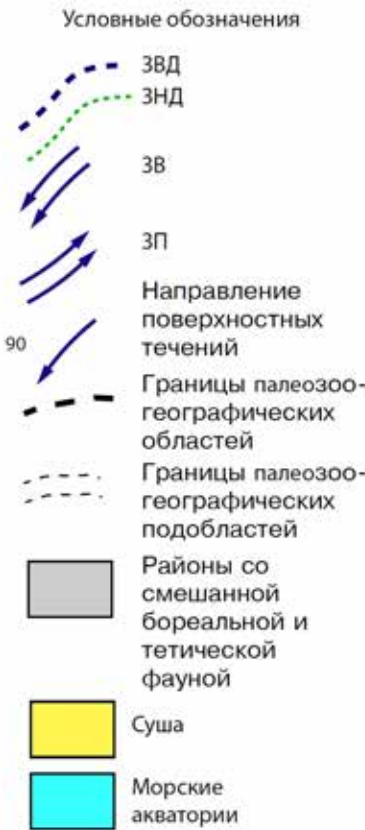 Условные обозначения
ЗВД
ЗНД
ЗВ
ЗП
Направление
поверхностных
течений
90
Границы палеозоо-
географических
областей
Границы палеозоо-
географических
подобластей
Районы со
смешанной
бореальной и
тетической
фауной
Суша
Морские
акватории